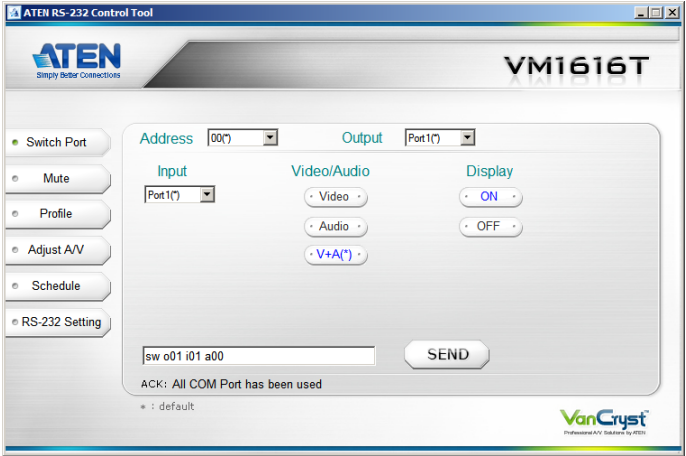 ATEN RS-232 Control Tool
ATEN
Simply Better Connections
VM1616T
Switch Port
Mute
Profile
Adjust A/V
Schedule
RS-232 Setting
Address 00(*) Output Port1(*)
Input Video/Audio Display
Port1(*) Video ON
Audio OFF
V+A(*)
sw o01 i01 a00 SEND
ACK: All COM Port has been used
* : default
VanCryst™
Professional A/V Solutions by ATEN